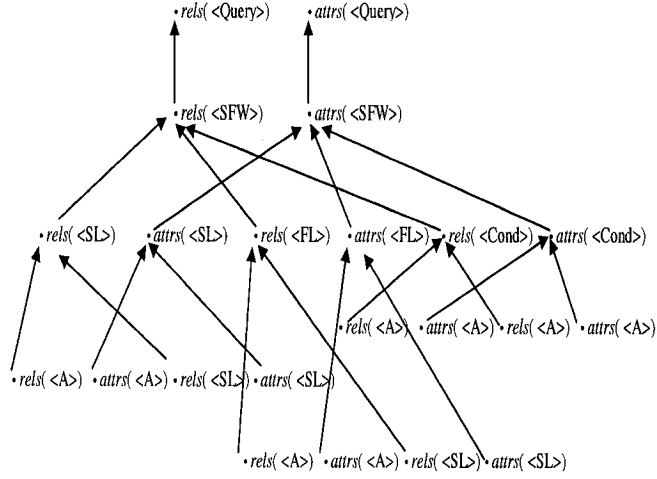 •rels(<Query>) •attrs(<Query>)
•rels(<SFW>) •attrs(<SFW>)
•rels(<SL>) •attrs(<SL>) •rels(<FL>) •attrs(<FL>) •rels(<Cond>) •attrs(<Cond>)
•rels(<A>) •attrs(<A>) •rels(<A>) •attrs(<A>)
•rels(<A>) •attrs(<A>) •rels(<SL>) •attrs(<SL>)
•rels(<A>) •attrs(<A>) •rels(<SL>) •attrs(<SL>)